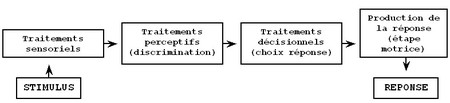 Traitements
sensoriels
Traitements
perceptifs
(discrimination)
Traitements
décisionnels
(choix réponse)
Production de
la réponse
(étape
motrice)
STIMULUS
REPONSE